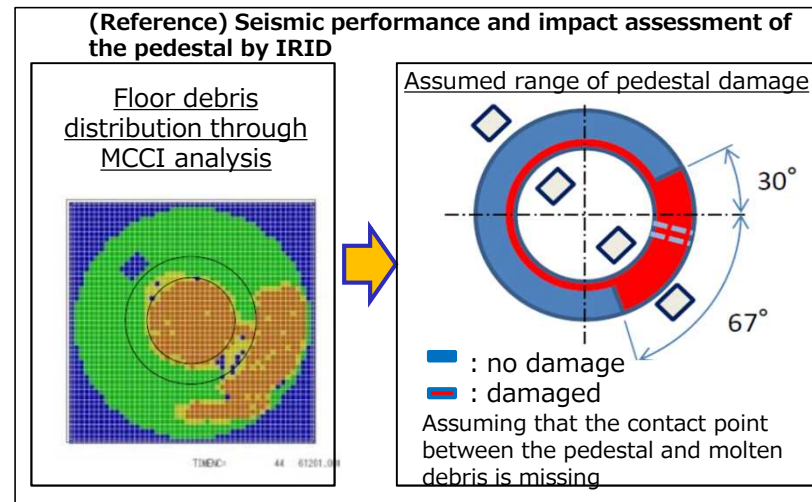 (Reference) Seismic performance and impact assessment of
the pedestal by IRID
Floor debris
distribution through
MCCI analysis
Assumed range of pedestal damage
30°
67°
: no damage
: damaged
Assuming that the contact point
between the pedestal and molten
debris is missing